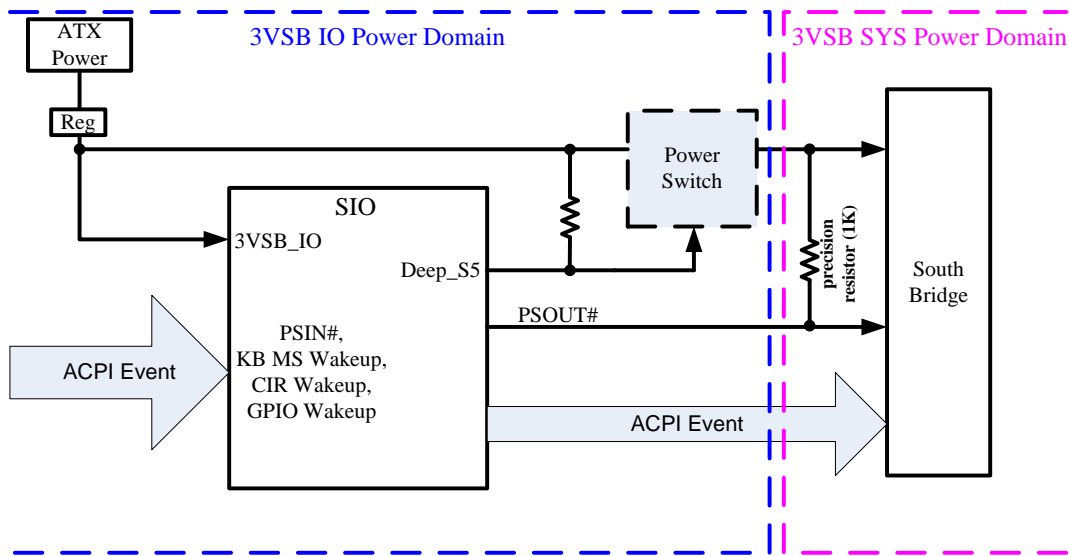 3VSB IO Power Domain
3VSB SYS Power Domain
ATX
Power
Reg
Power
Switch
SIO
3VSB_IO
Deep_S5
precision
resistor (1K)
South
Bridge
PSOUT#
PSIN#,
KB MS Wakeup,
CIR Wakeup,
GPIO Wakeup
ACPI Event
ACPI Event